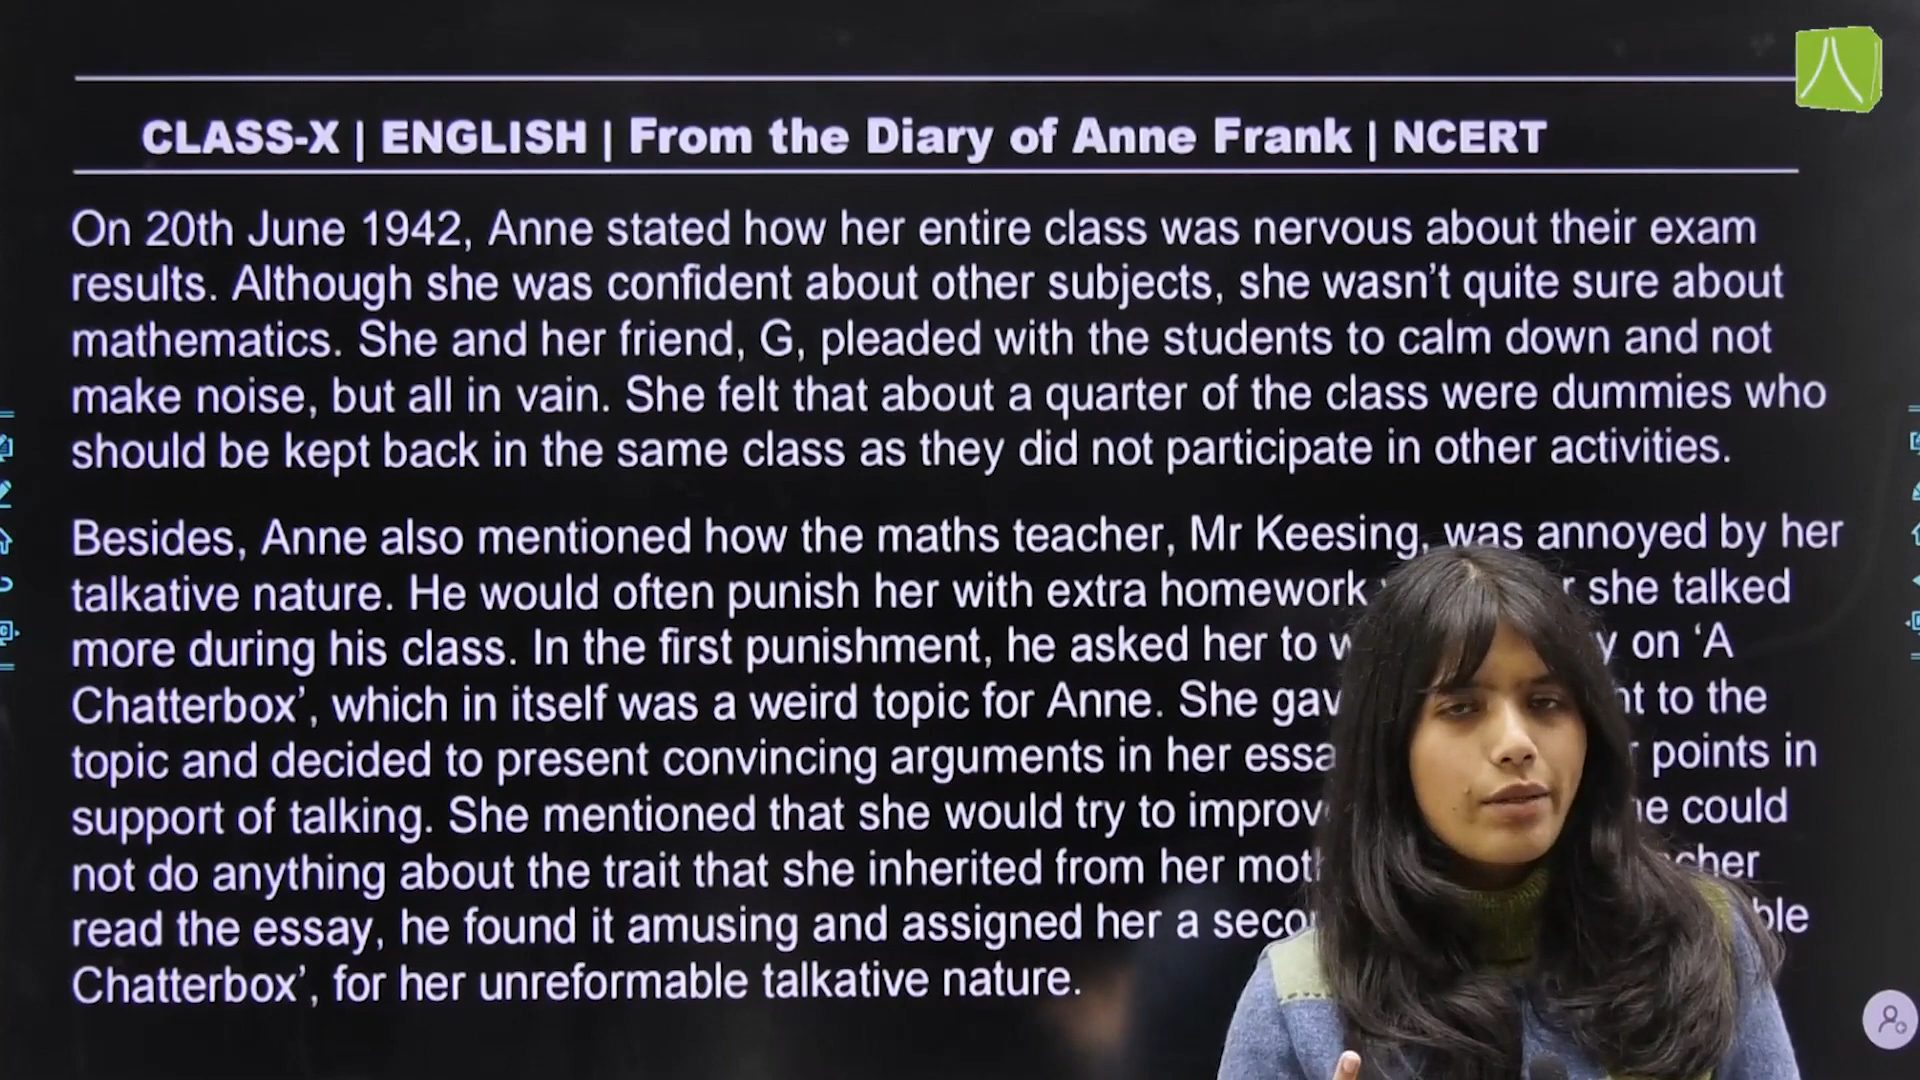 CLASS-X | ENGLISH | From the Diary of Anne Frank | NCERT
On 20th June 1942, Anne stated how her entire class was nervous about their exam
results. Although she was confident about other subjects, she wasn’t quite sure about
mathematics. She and her friend, G, pleaded with the students to calm down and not
make noise, but all in vain. She felt that about a quarter of the class were dummies who
should be kept back in the same class as they did not participate in other activities.
Besides, Anne also mentioned how the maths teacher, Mr Keesing, was annoyed by her
talkative nature. He would often punish her with extra homework she talked
more during his class. In the first punishment, he asked her to on ‘A
Chatterbox’, which in itself was a weird topic for Anne. She to the
topic and decided to present convincing arguments in her points in
support of talking. She mentioned that she would try to could
not do anything about the trait that she inherited from her
read the essay, he found it amusing and assigned her a
Chatterbox’, for her unreformable talkative nature.